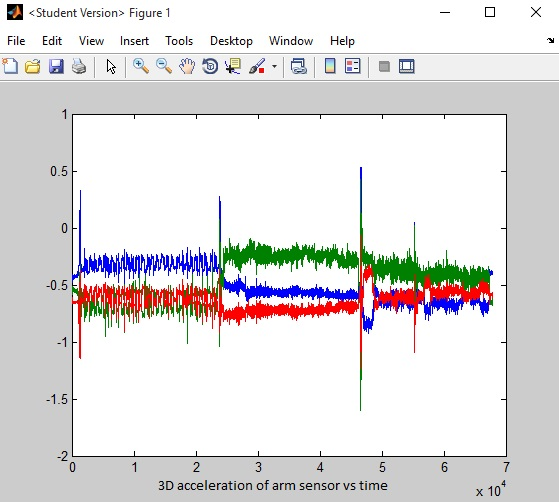 <Student Version> Figure 1
File Edit View Insert Tools Desktop Window Help
1
0.5
0
-0.5
-1
-1.5
-2
0 1 2 3 4 5 6 7
3D acceleration of arm sensor vs time
x 10^4